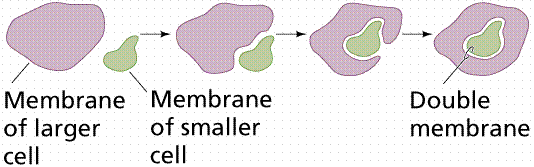 Membrane
of larger
cell
Membrane
of smaller
cell
Double
membrane